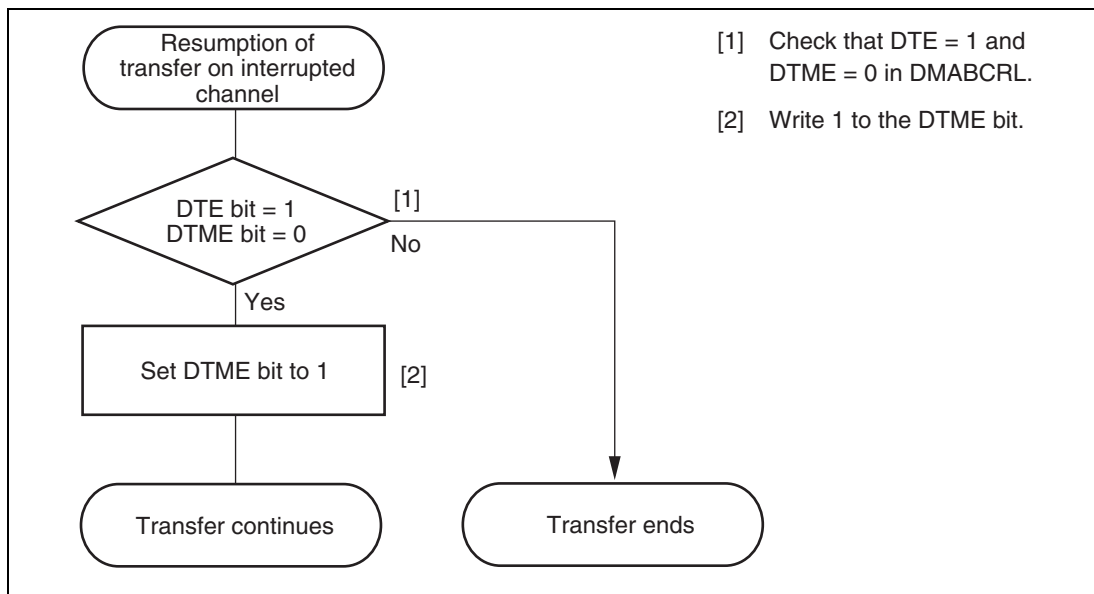 Resumption of
transfer on interrupted
channel
[1] Check that DTE = 1 and
DTME = 0 in DMABCRL.
[2] Write 1 to the DTME bit.
DTE bit = 1
DTME bit = 0
[1]
No
Yes
Set DTME bit to 1
[2]
Transfer continues
Transfer ends